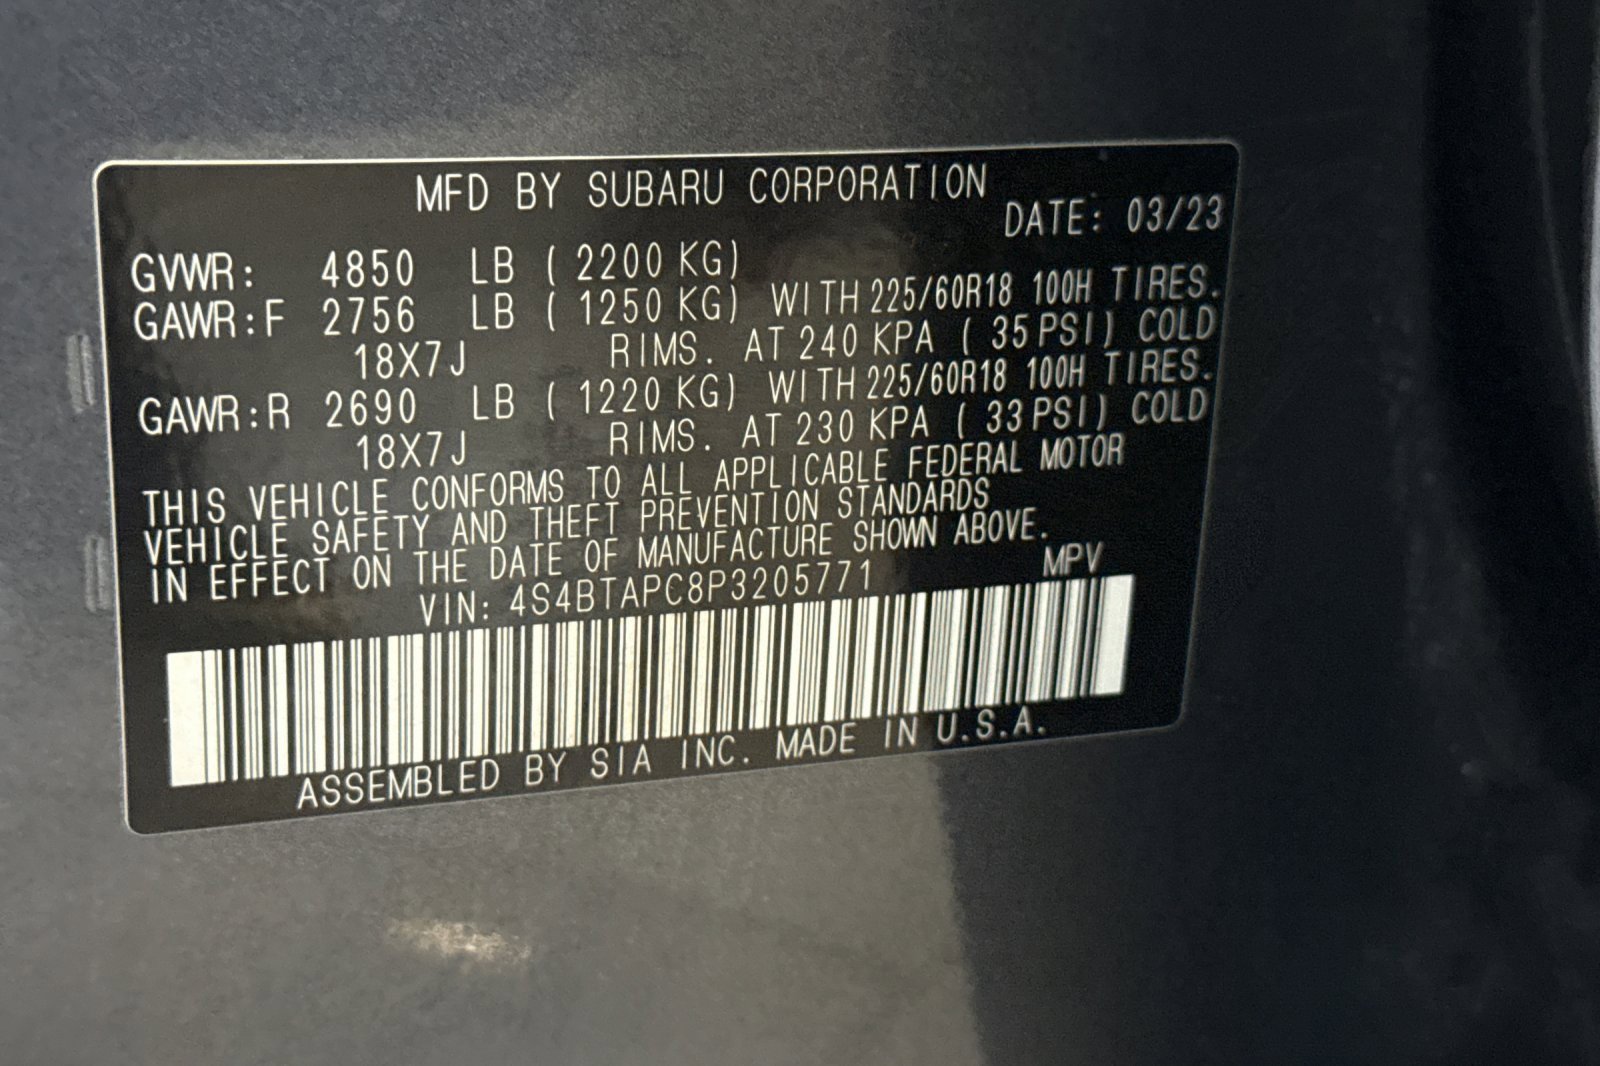 MFD BY SUBARU CORPORATION
DATE: 03/23
GVWR: 4850 LB ( 2200 KG)
GAWR:F 2756 LB ( 1250 KG) WITH 225/60R18 100H TIRES.
18X7J RIMS. AT 240 KPA ( 35 PSI) COLD
GAWR:R 2690 LB ( 1220 KG) WITH 225/60R18 100H TIRES.
18X7J RIMS. AT 230 KPA ( 33 PSI) COLD
THIS VEHICLE CONFORMS TO ALL APPLICABLE FEDERAL MOTOR
VEHICLE SAFETY AND THEFT PREVENTION STANDARDS
IN EFFECT ON THE DATE OF MANUFACTURE SHOWN ABOVE.
VIN: 4S4BTAPC8P3205771 MPV
ASSEMBLED BY SIA INC. MADE IN U.S.A.